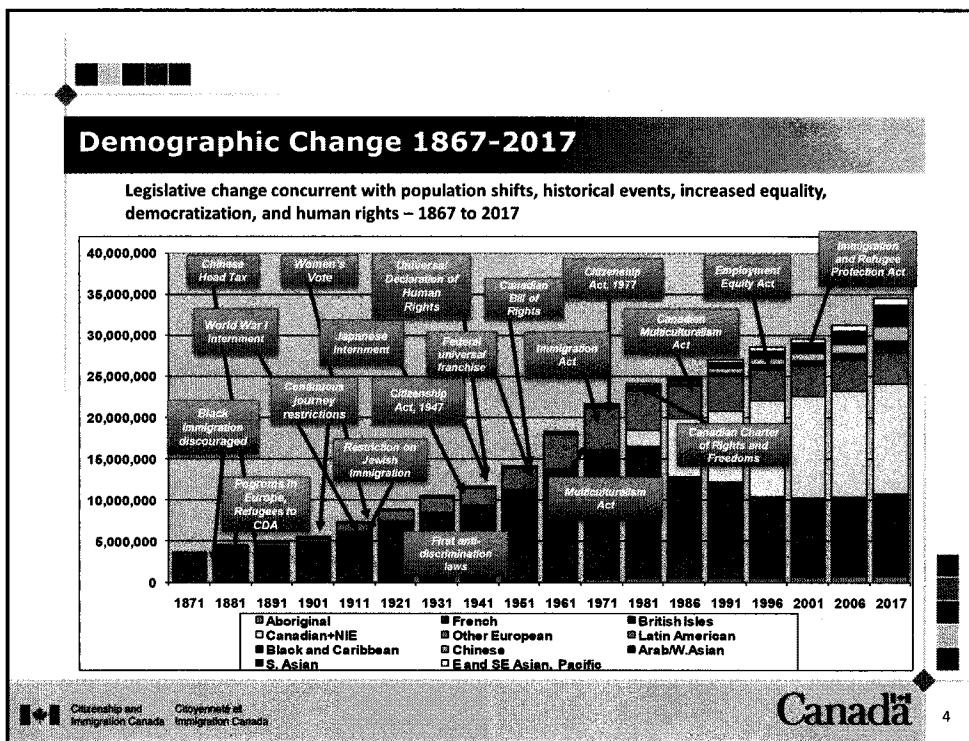 Demographic Change 1867-2017
Legislative change concurrent with population shifts, historical events, increased equality,
democratization, and human rights – 1867 to 2017
40,000,000
35,000,000
30,000,000
25,000,000
20,000,000
15,000,000
10,000,000
5,000,000
0
Chinese
Head Tax
Women's
Vote
Universal
Declaration of
Human
Rights
Canadian
Bill of
Rights
Citizenship
Act, 1977
Employment
Equity Act
Immigration
and Refugee
Protection Act
World War I
Internment
Japanese
Internment
Federal
universal
franchise
Immigration
Act
Canadian
Multiculturalism
Act
Black
immigration
discouraged
Continuous
journey
restrictions
Citizenship
Act, 1947
Restriction on
Jewish
Immigration
Canadian Charter
of Rights and
Freedoms
Pogroms in
Europe,
Refugees to
CDA
First anti-
discrimination
laws
Multiculturalism
Act
1871 1881 1891 1901 1911 1921 1931 1941 1951 1961 1971 1981 1986 1991 1996 2001 2006 2017
Aboriginal French British Isles
Canadian+NIE Other European Latin American
Black and Caribbean Chinese Arab/W.Asian
S. Asian E and SE Asian, Pacific
Citizenship and Citoyenneté et
Immigration Canada Immigration Canada
Canada
4